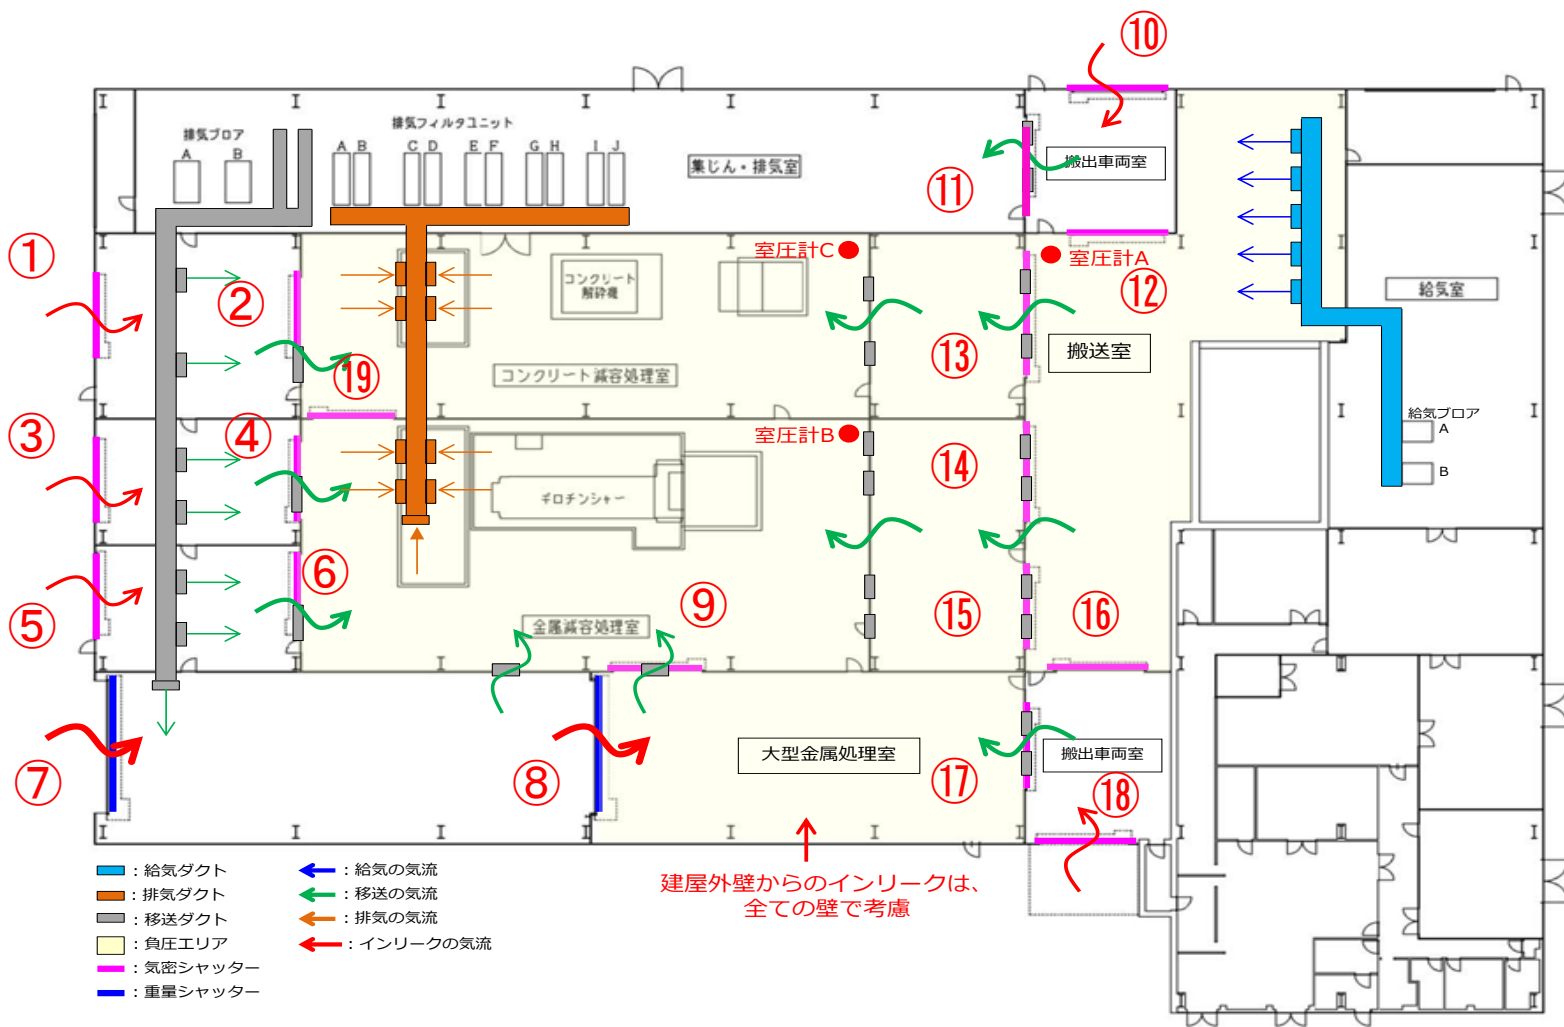 ⑩
排気ブロア
A
B
排気フィルタユニット
A B
C D
E F
G H
I J
集じん・排気室
⑪
搬出車両室
①
②
室圧計C
室圧計A
⑫
コンクリート
解砕機
給気室
⑲
コンクリート減容処理室
⑬
搬送室
③
④
室圧計B
⑭
給気ブロア
A
B
ギロチンシャー
⑤
⑥
⑨
金属減容処理室
⑮
⑯
⑦
⑧
大型金属処理室
⑰
搬出車両室
⑱
建屋外壁からのインリークは、
全ての壁で考慮
：給気ダクト
：排気ダクト
：移送ダクト
：負圧エリア
：気密シャッター
：重量シャッター
：給気の気流
：移送の気流
：排気の気流
：インリークの気流